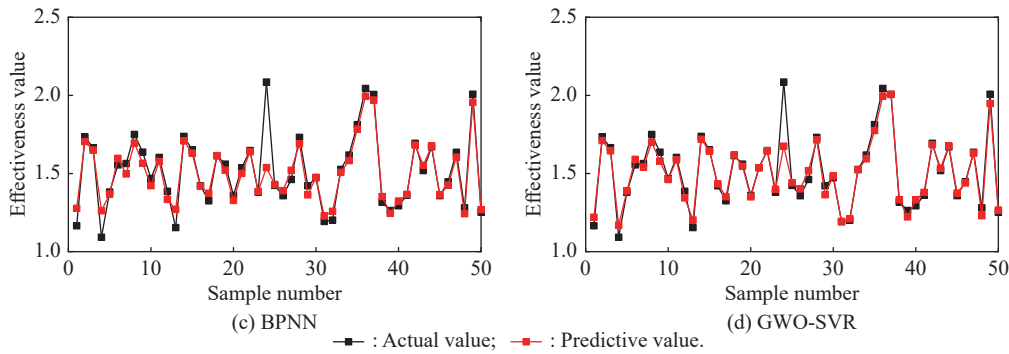 2.5
2.0
1.5
1.0
Effectiveness value
0 10 20 30 40 50
Sample number
(c) BPNN
2.5
2.0
1.5
1.0
Effectiveness value
0 10 20 30 40 50
Sample number
(d) GWO-SVR
: Actual value; : Predictive value.